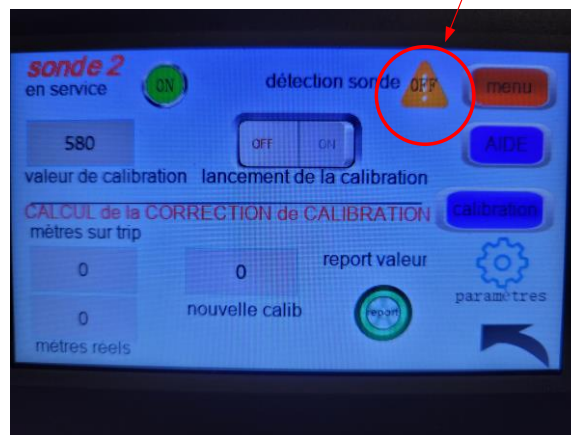 sonde 2
en service
ON
détection sonde
OFF
menu
580
OFF ON
AIDE
valeur de calibration
lancement de la calibration
CALCUL de la CORRECTION de CALIBRATION
calibration
mètres sur trip
0
0
report valeur
nouvelle calib
report
paramètres
0
mètres réels